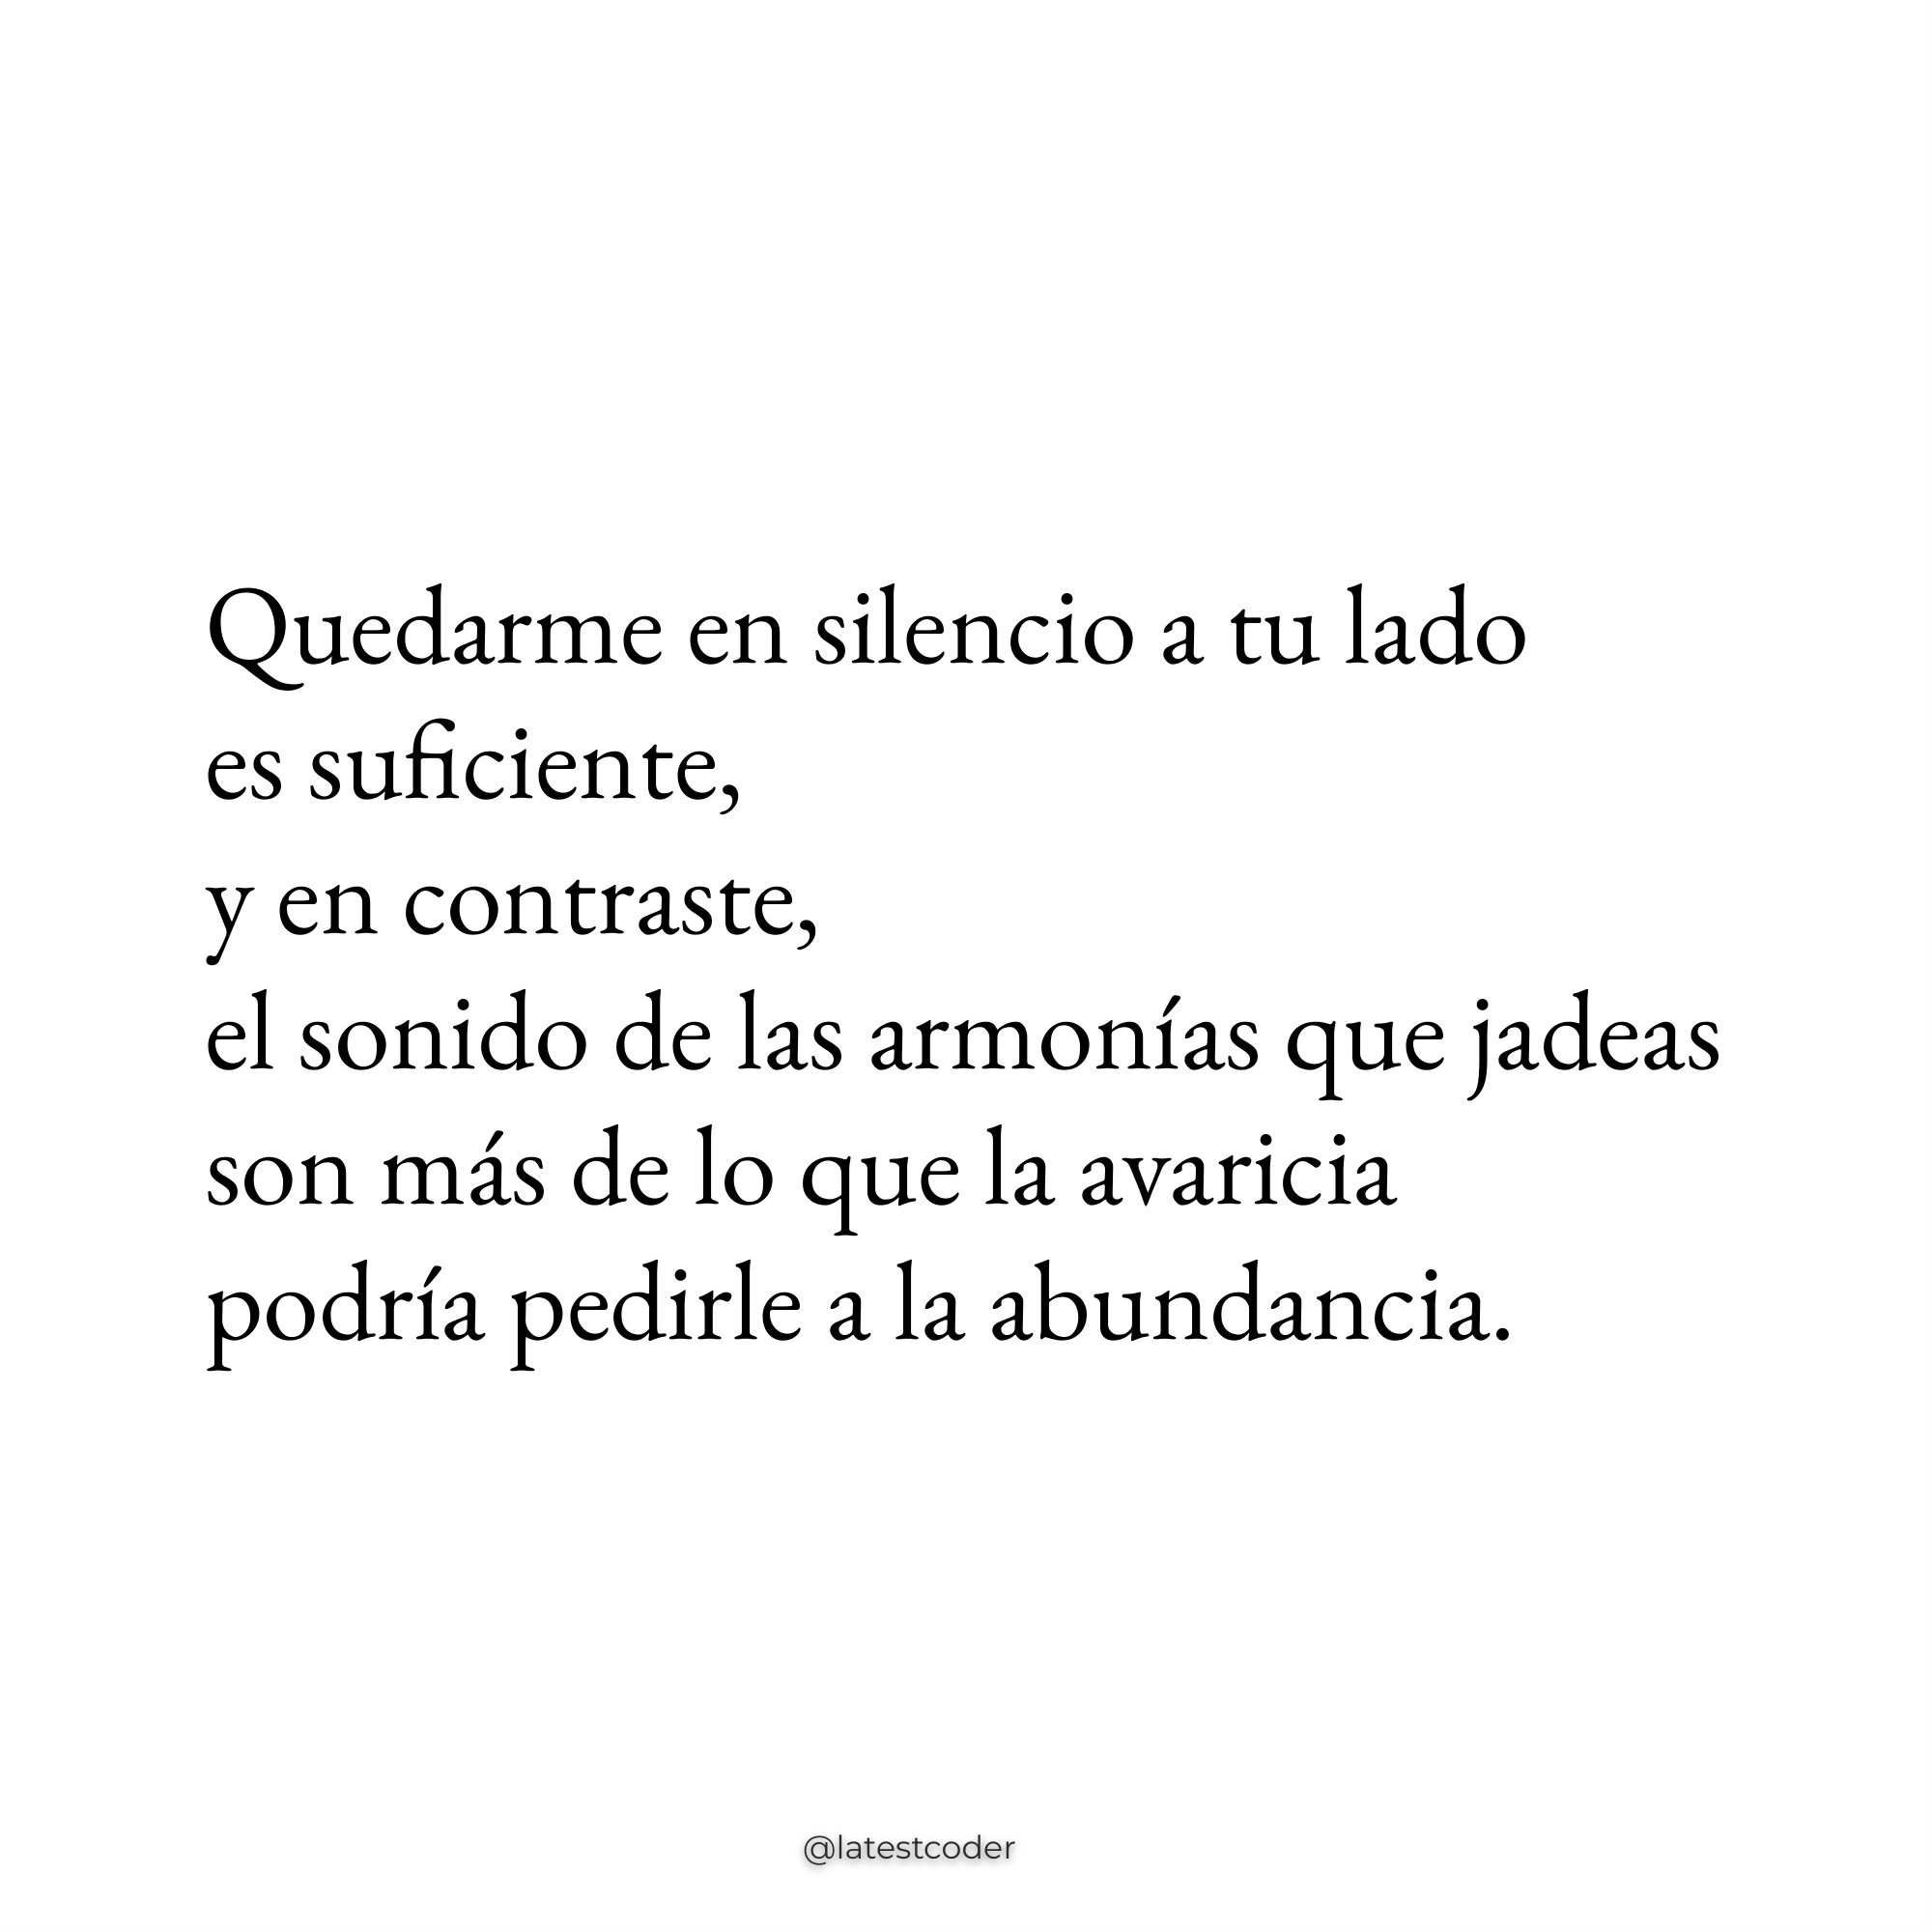 Quedarme en silencio a tu lado
es suficiente,
y en contraste,
el sonido de las armonías que jadeas
son más de lo que la avaricia
podría pedirle a la abundancia.
@latestcoder